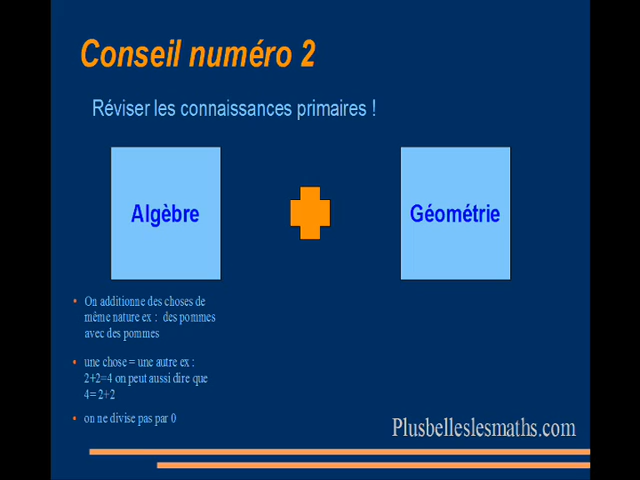 Conseil numéro 2
Réviser les connaissances primaires !
Algèbre
Géométrie
• On additionne des choses de
même nature ex : des pommes
avec des pommes
• une chose = une autre ex :
2+2=4 on peut aussi dire que
4= 2+2
• on ne divise pas par 0
Plusbelleslesmaths.com